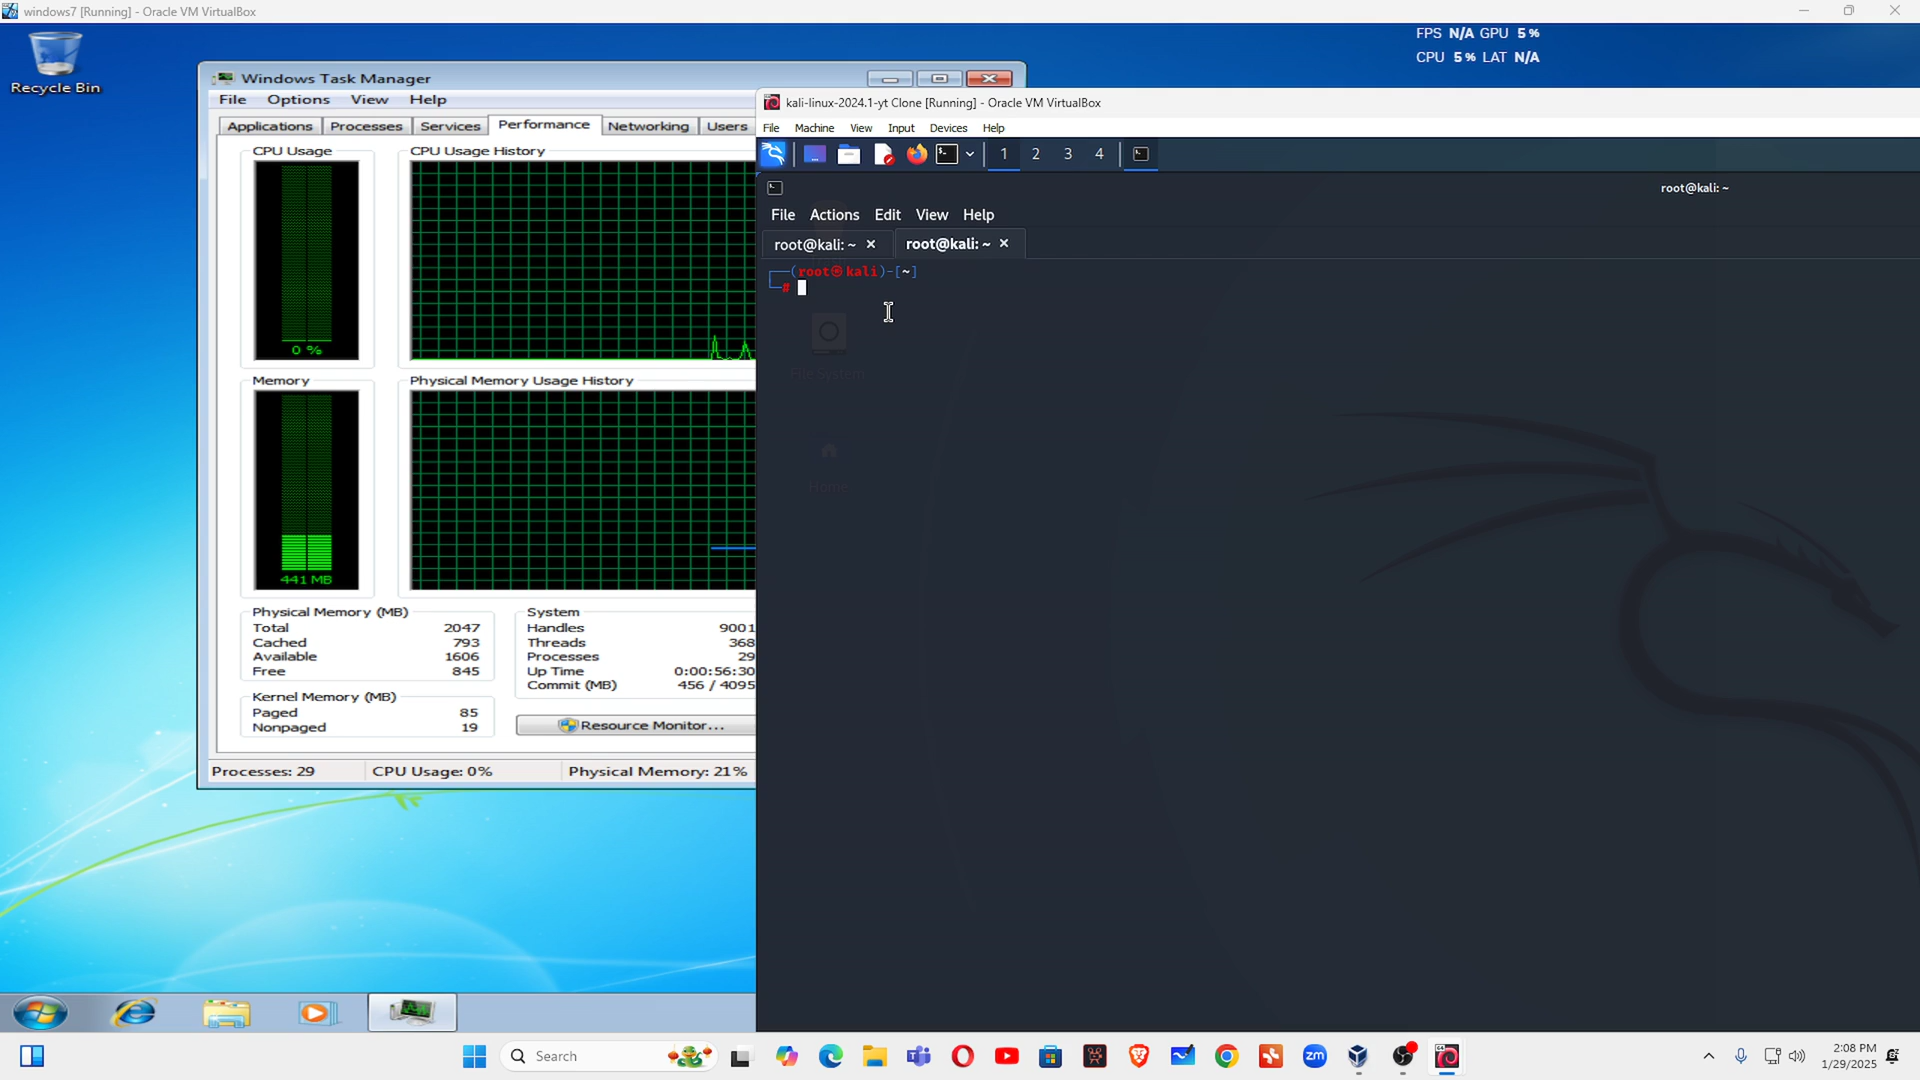 windows7 [Running] - Oracle VM VirtualBox
FPS N/A GPU 5 %
CPU 5 % LAT N/A
Recycle Bin
Windows Task Manager
File Options View Help
Applications Processes Services Performance Networking Users
CPU Usage
CPU Usage History
0 %
Memory
Physical Memory Usage History
441 MB
Physical Memory (MB)
Total 2047
Cached 793
Available 1606
Free 845
Kernel Memory (MB)
Paged 85
Nonpaged 19
System
Handles 9001
Threads 368
Processes 29
Up Time 0:00:56:30
Commit (MB) 456 / 4095
Resource Monitor...
Processes: 29 CPU Usage: 0% Physical Memory: 21%
kali-linux-2024.1-yt Clone [Running] - Oracle VM VirtualBox
File Machine View Input Devices Help
1 2 3 4
root@kali: ~
File Actions Edit View Help
root@kali: ~ root@kali: ~
(root㉿kali)-[~]
#
File System
Home
Search
zm
2:08 PM
1/29/2025